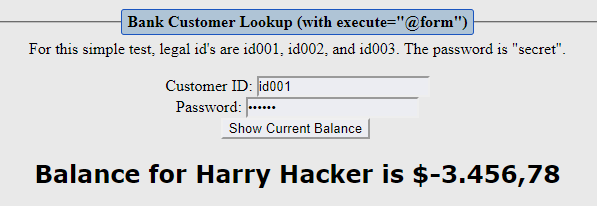 Bank Customer Lookup (with execute="@form")
For this simple test, legal id's are id001, id002, and id003. The password is "secret".
Customer ID: id001
Password: ••••••
Show Current Balance
Balance for Harry Hacker is $-3.456,78